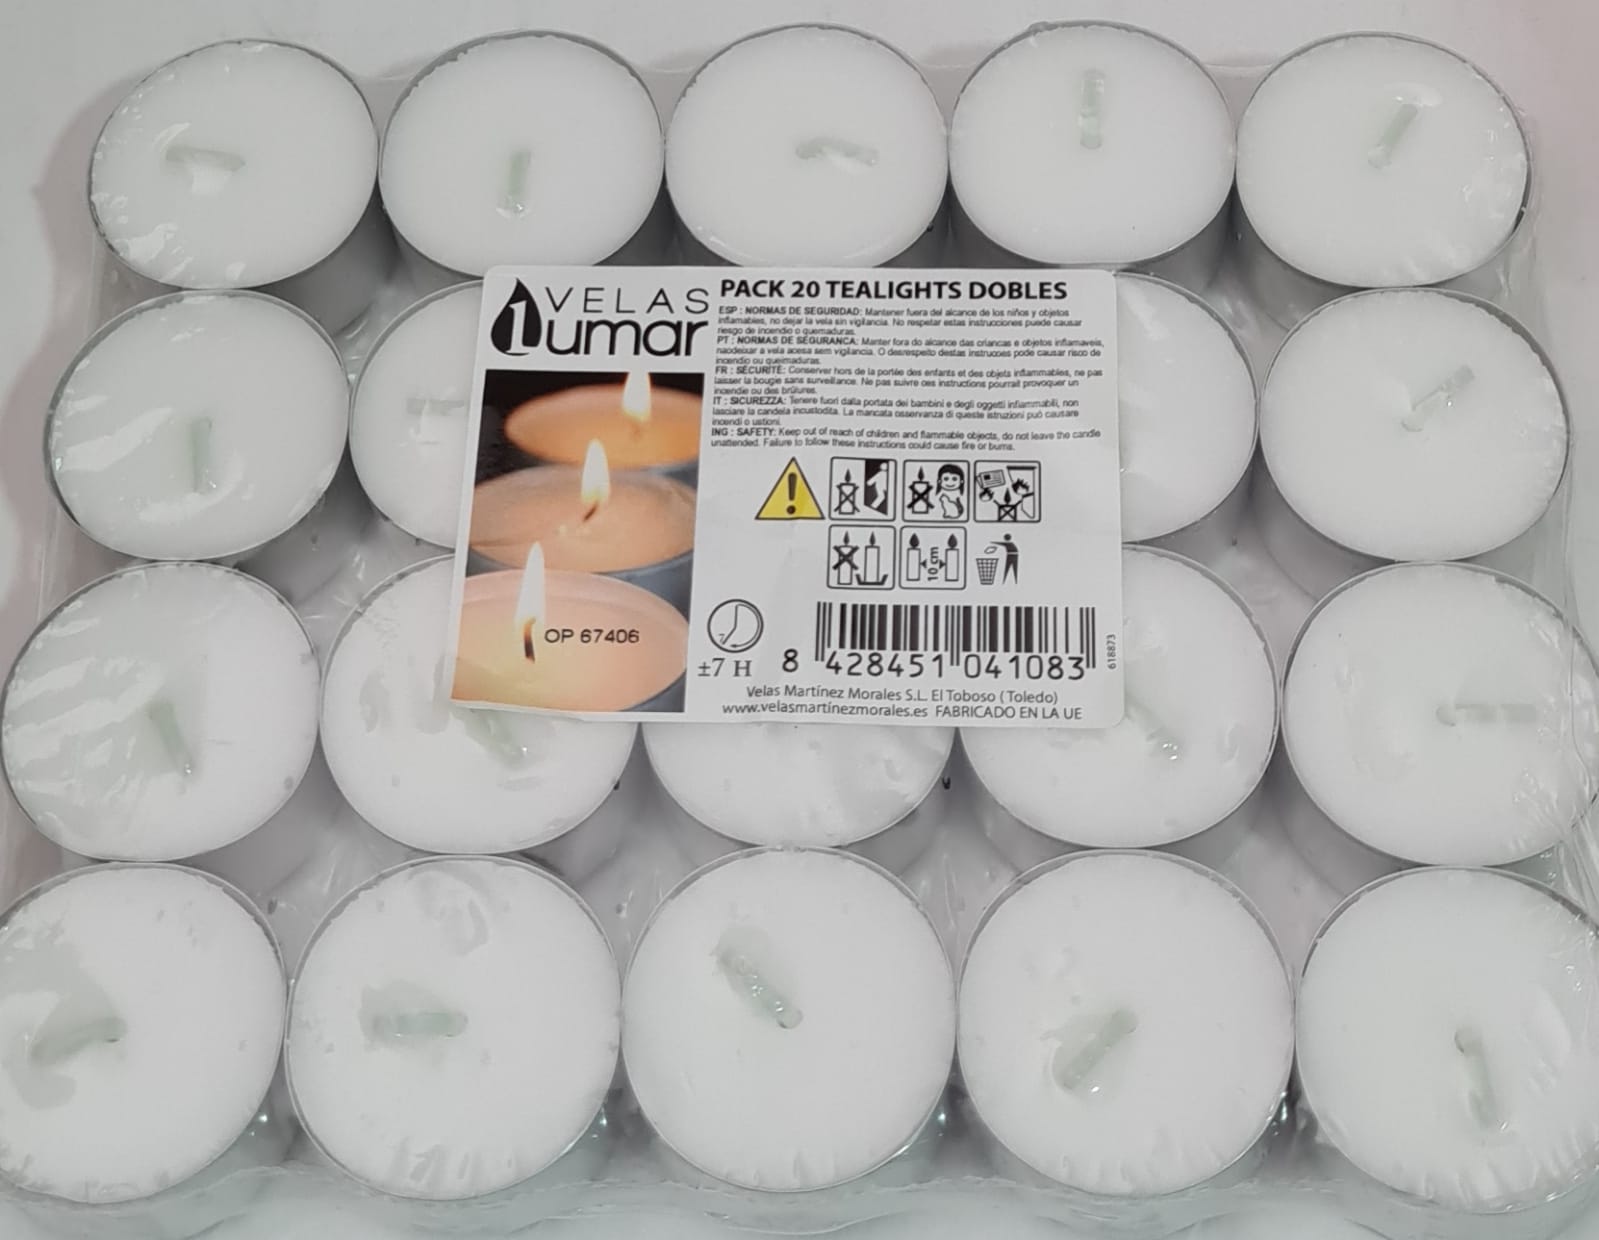 VELAS
lumar
PACK 20 TEALIGHTS DOBLES
ESP : NORMAS DE SEGURIDAD: Mantener fuera del alcance de los niños y objetos
inflamables, no dejar la vela sin vigilancia. No respetar estas instrucciones puede causar
riesgo de incendio o quemaduras.
PT : NORMAS DE SEGURANCA: Manter fora do alcance das criancas e objetos inflamaveis,
naodeixar a vela acesa sem vigilancia. O desrespeito destas instrucoes pode causar risco de
incendio ou queimaduras.
FR : SÉCURITÉ: Conserver hors de la portée des enfants et des objets inflammables, ne pas
laisser la bougie sans surveillance. Ne pas suivre ces instructions pourrait provoquer un
incendie ou des brûlures.
IT : SICUREZZA: Tenere fuori dalla portata dei bambini e degli oggetti infiammabili, non
lasciare la candela incustodita. La mancata osservanza di queste istruzioni può causare
incendi o ustioni.
ING : SAFETY: Keep out of reach of children and flammable objects, do not leave the candle
unattended. Failure to follow these instructions could cause fire or burns.
10 cm
OP 67406
±7 H
8 428451 041083
618873
Velas Martínez Morales S.L. El Toboso (Toledo)
www.velasmartínezmorales.es FABRICADO EN LA UE